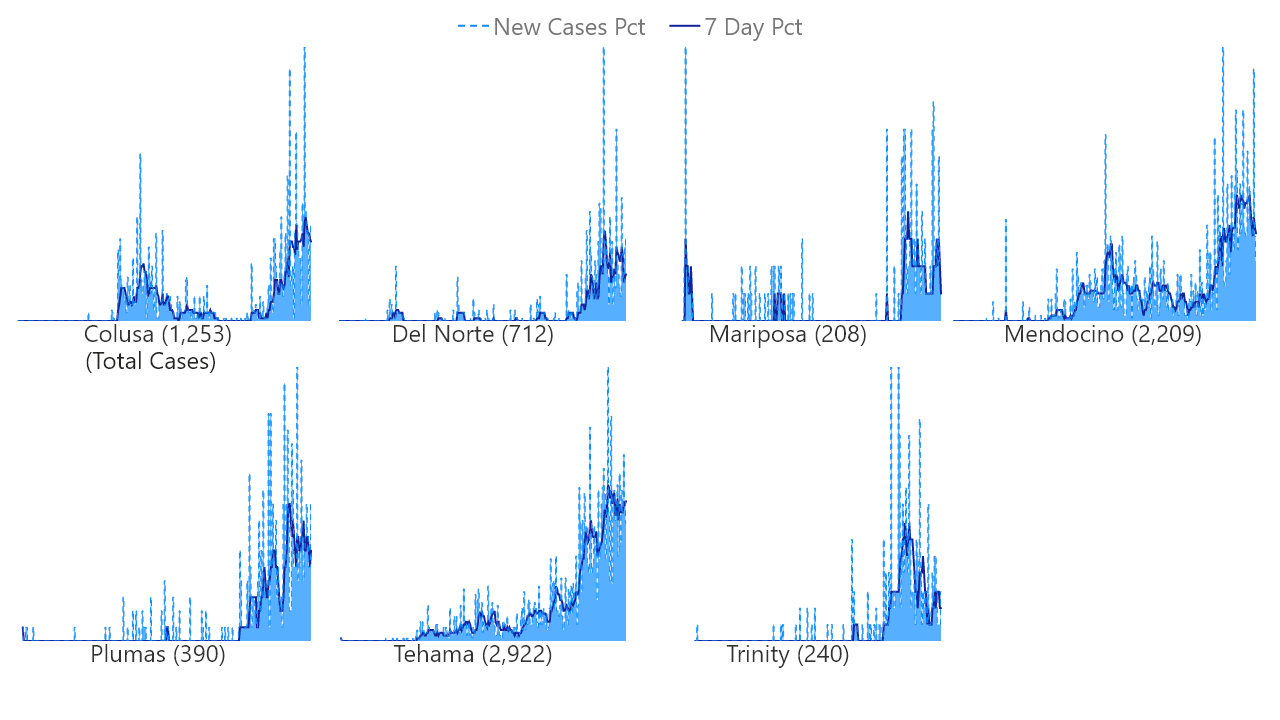 New Cases Pct 7 Day Pct
Colusa (1,253)
(Total Cases)
Del Norte (712)
Mariposa (208)
Mendocino (2,209)
Plumas (390)
Tehama (2,922)
Trinity (240)